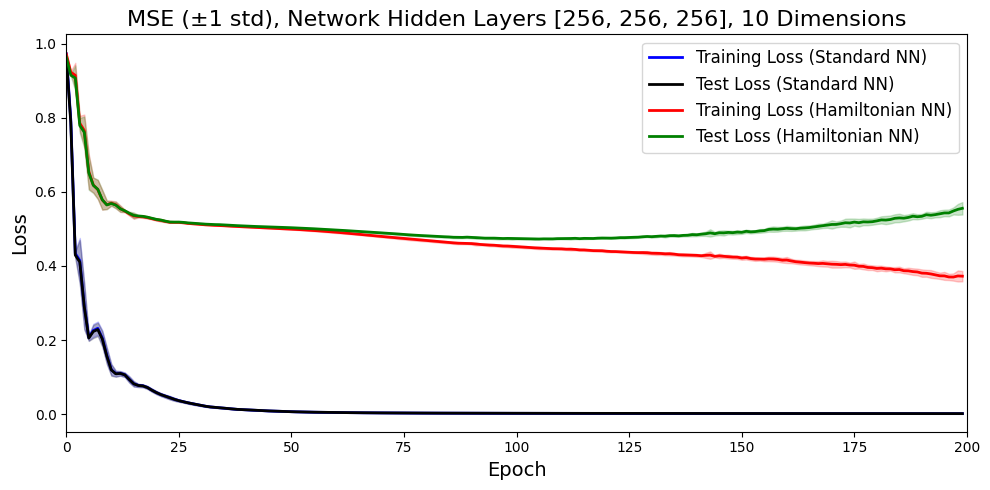 MSE (±1 std), Network Hidden Layers [256, 256, 256], 10 Dimensions
Training Loss (Standard NN)
Test Loss (Standard NN)
Training Loss (Hamiltonian NN)
Test Loss (Hamiltonian NN)
Loss
1.0
0.8
0.6
0.4
0.2
0.0
0 25 50 75 100 125 150 175 200
Epoch